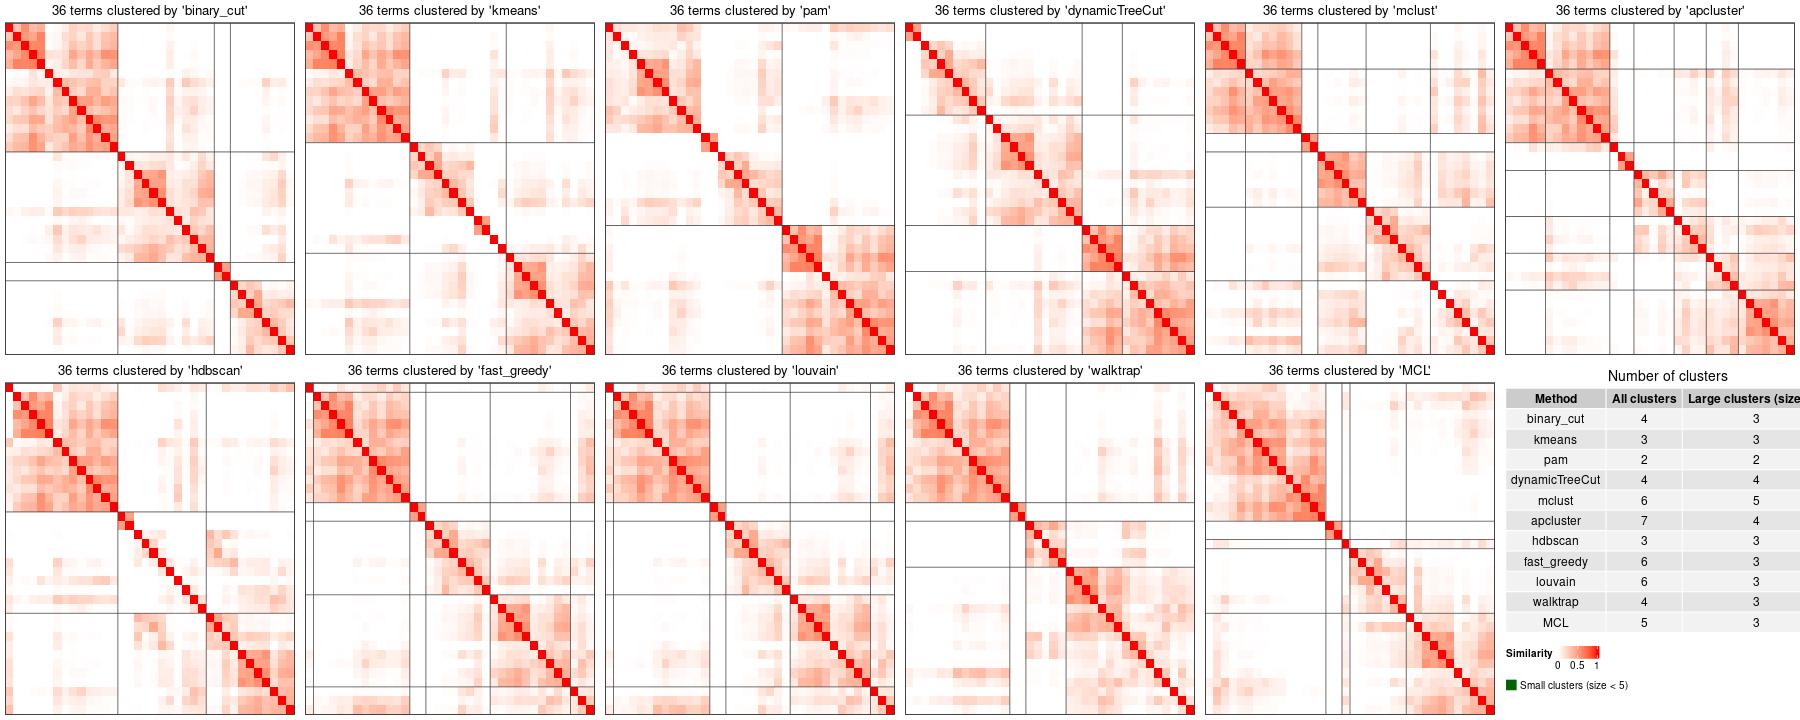 36 terms clustered by 'binary_cut'
36 terms clustered by 'kmeans'
36 terms clustered by 'pam'
36 terms clustered by 'dynamicTreeCut'
36 terms clustered by 'mclust'
36 terms clustered by 'apcluster'
36 terms clustered by 'hdbscan'
36 terms clustered by 'fast_greedy'
36 terms clustered by 'louvain'
36 terms clustered by 'walktrap'
36 terms clustered by 'MCL'
Number of clusters
Method All clusters Large clusters (size
binary_cut 4 3
kmeans 3 3
pam 2 2
dynamicTreeCut 4 4
mclust 6 5
apcluster 7 4
hdbscan 3 3
fast_greedy 6 3
louvain 6 3
walktrap 4 3
MCL 5 3
Similarity
0 0.5 1
Small clusters (size < 5)